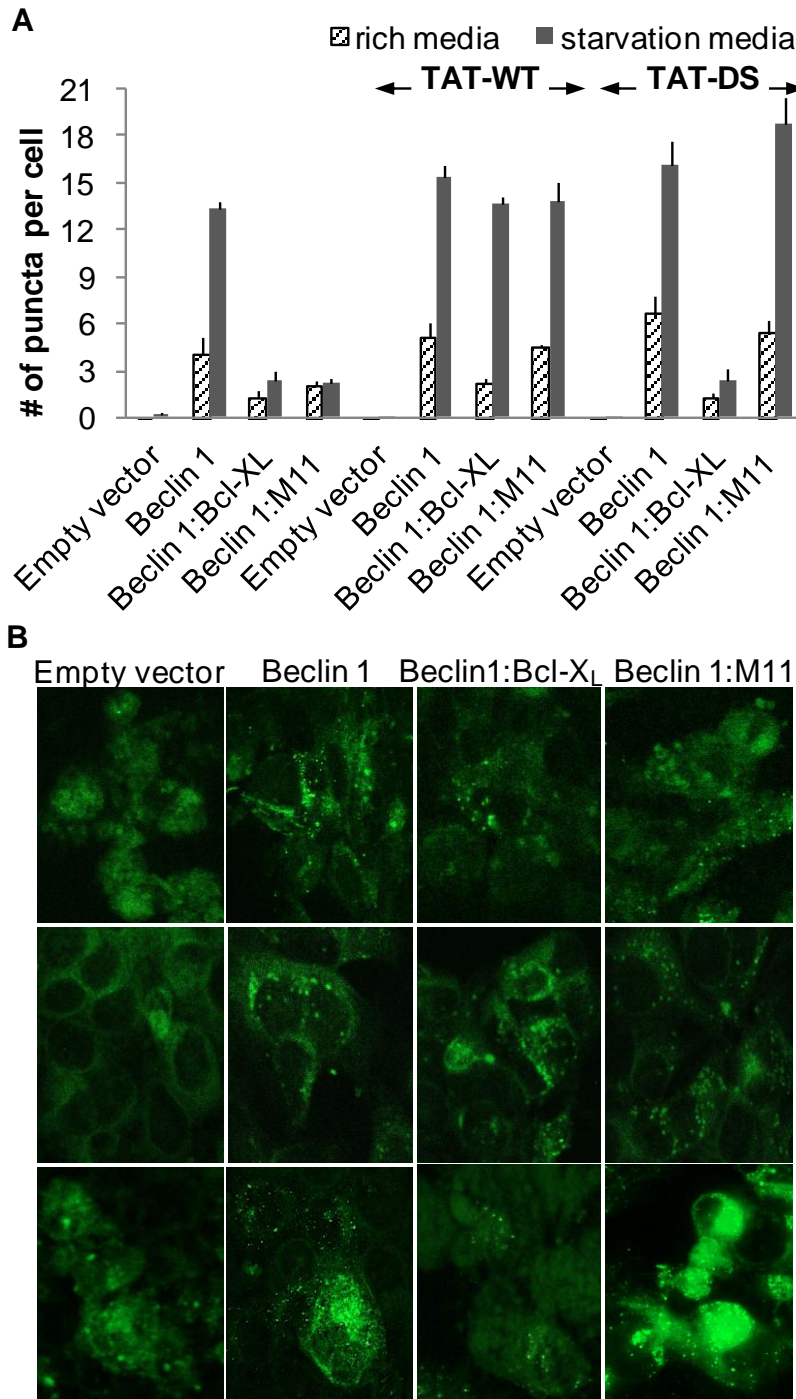 A
rich media starvation media
TAT-WT TAT-DS
# of puncta per cell
21
18
15
12
9
6
3
0
Empty vector
Beclin 1
Beclin 1:Bcl-XL
Beclin 1:M11
Empty vector
Beclin 1
Beclin 1:Bcl-XL
Beclin 1:M11
Empty vector
Beclin 1
Beclin 1:Bcl-XL
Beclin 1:M11
B
Empty vector Beclin 1 Beclin1:Bcl-XL Beclin 1:M11